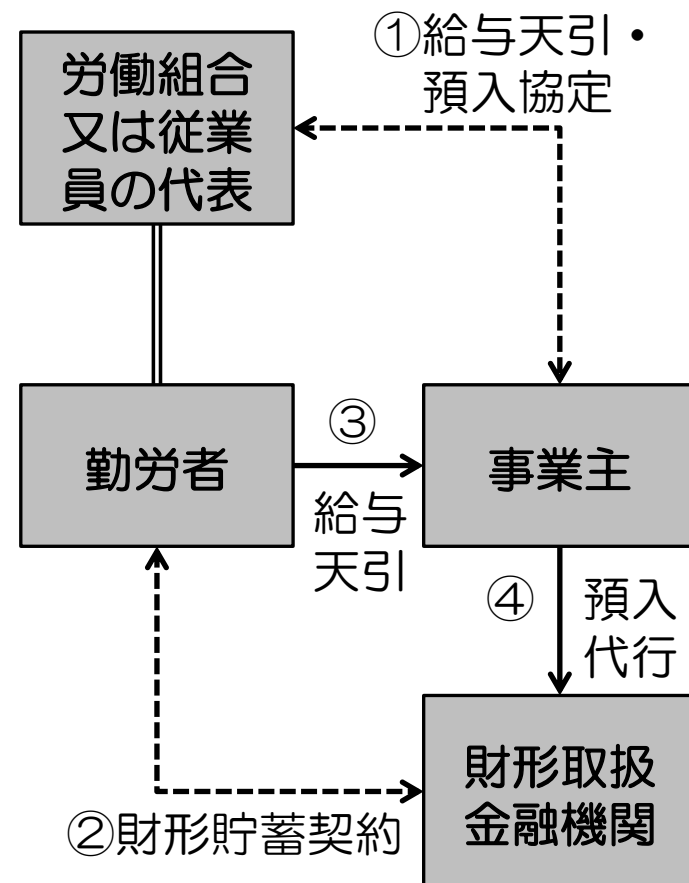 ①給与天引・
預入協定
労働組合
又は従業
員の代表
勤労者
③
給与
天引
事業主
④
預入
代行
②財形貯蓄契約
財形取扱
金融機関